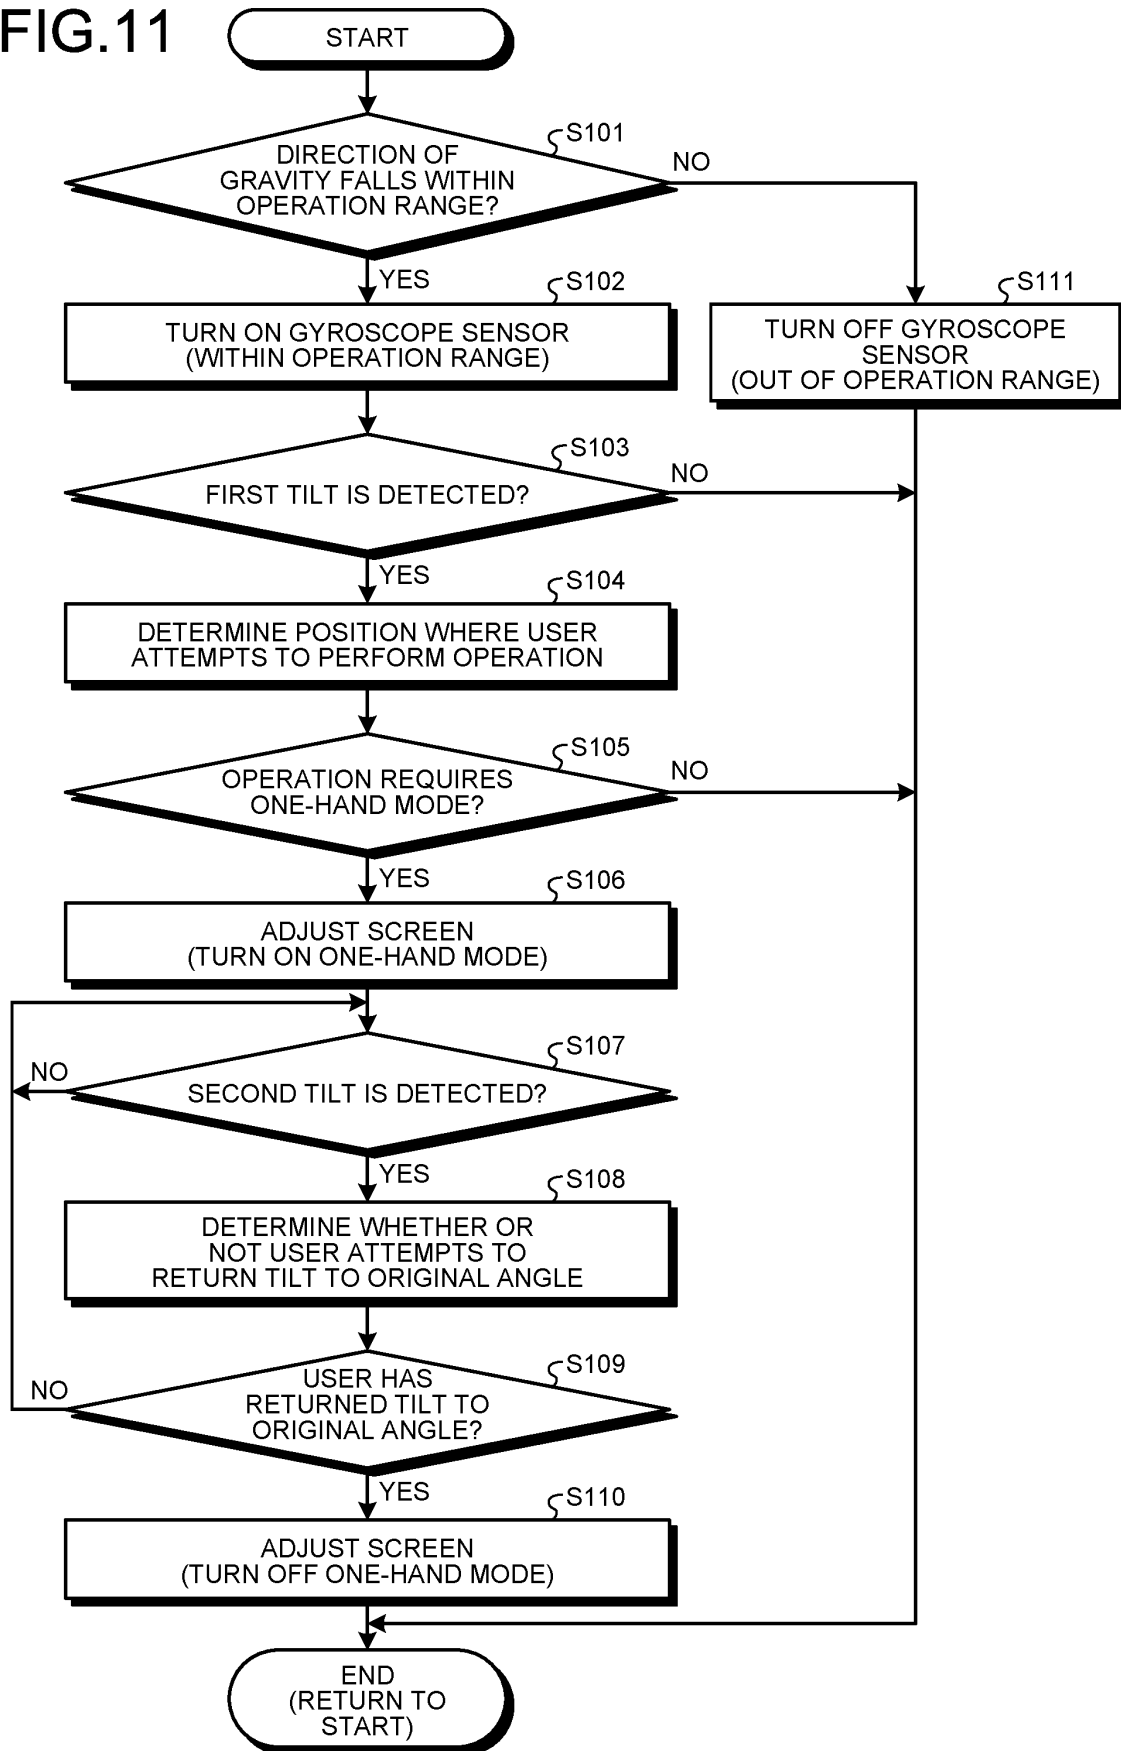 FIG.11
START
S101
DIRECTION OF
GRAVITY FALLS WITHIN
OPERATION RANGE?
NO
YES
S102
TURN ON GYROSCOPE SENSOR
(WITHIN OPERATION RANGE)
S111
TURN OFF GYROSCOPE
SENSOR
(OUT OF OPERATION RANGE)
S103
FIRST TILT IS DETECTED?
NO
YES
S104
DETERMINE POSITION WHERE USER
ATTEMPTS TO PERFORM OPERATION
S105
OPERATION REQUIRES
ONE-HAND MODE?
NO
YES
S106
ADJUST SCREEN
(TURN ON ONE-HAND MODE)
S107
SECOND TILT IS DETECTED?
NO
YES
S108
DETERMINE WHETHER OR
NOT USER ATTEMPTS TO
RETURN TILT TO ORIGINAL ANGLE
S109
USER HAS
RETURNED TILT TO
ORIGINAL ANGLE?
NO
YES
S110
ADJUST SCREEN
(TURN OFF ONE-HAND MODE)
END
(RETURN TO
START)